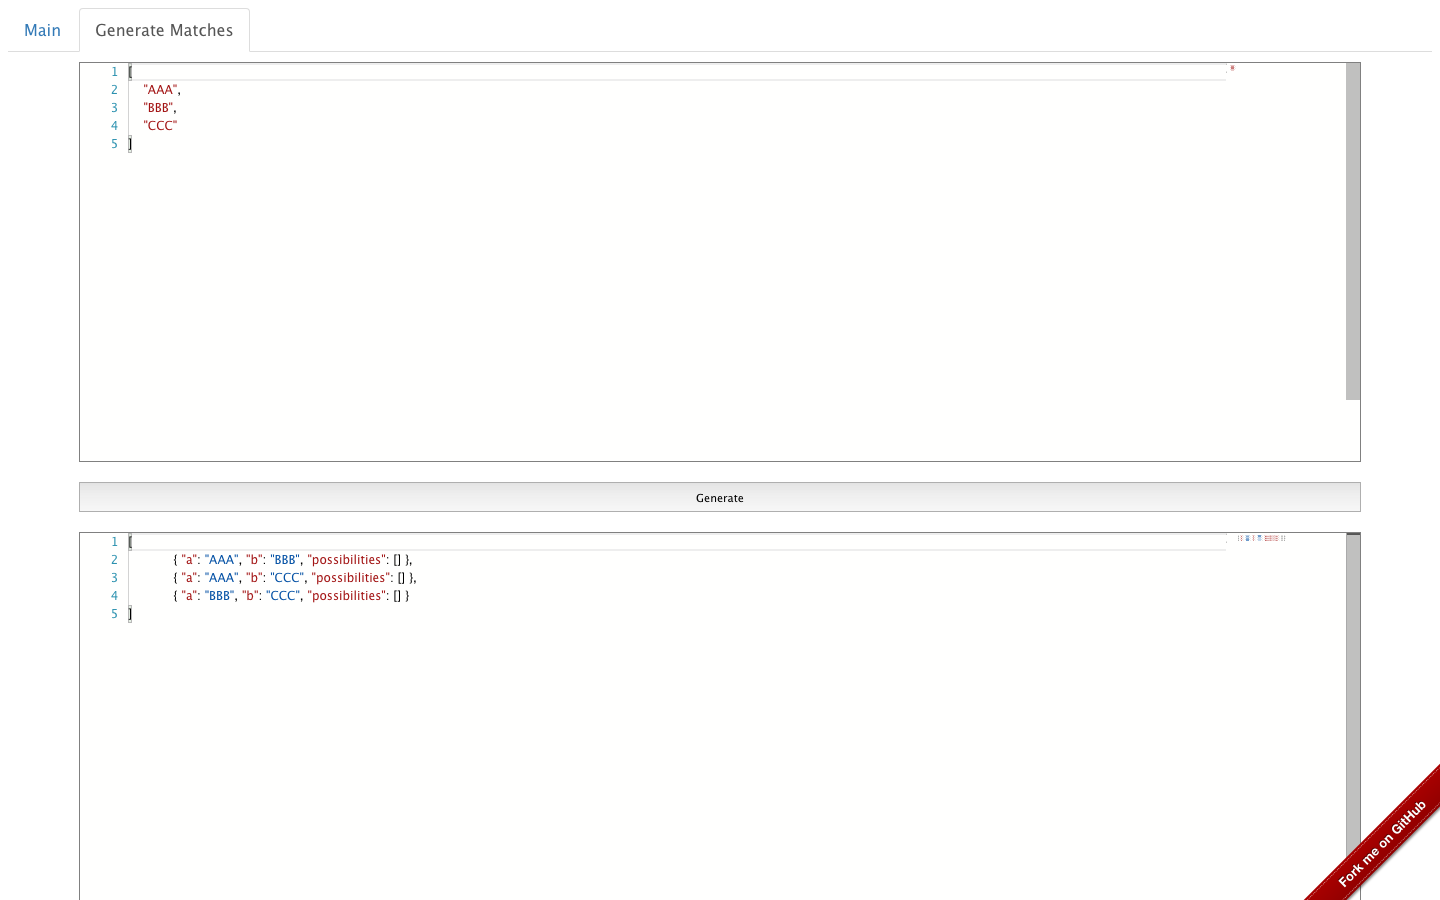 Main
Generate Matches
1 [
2 "AAA",
3 "BBB",
4 "CCC"
5 ]
Generate
1 [
2 { "a": "AAA", "b": "BBB", "possibilities": [] },
3 { "a": "AAA", "b": "CCC", "possibilities": [] },
4 { "a": "BBB", "b": "CCC", "possibilities": [] }
5 ]
Fork me on GitHub